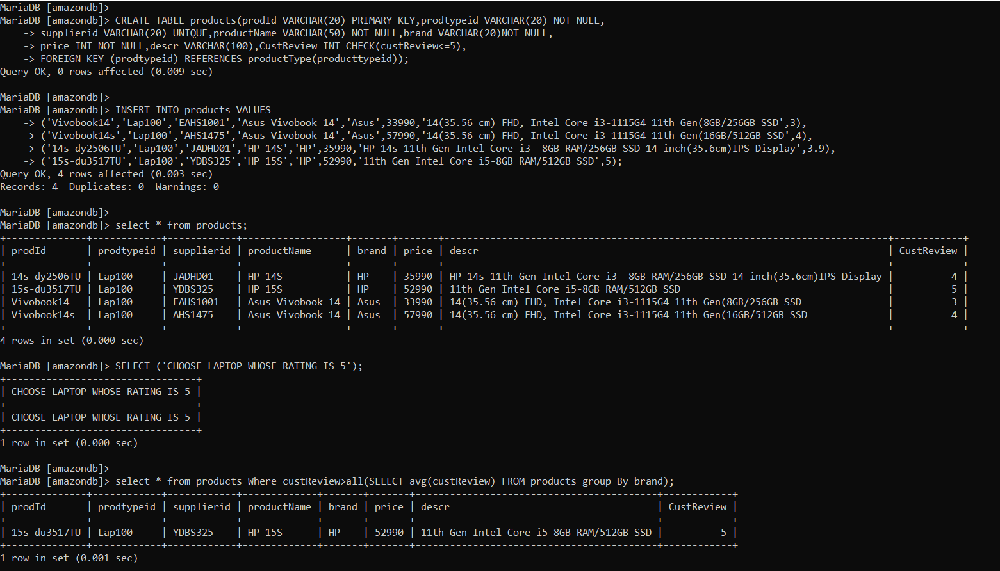 MariaDB [amazondb]>
MariaDB [amazondb]> CREATE TABLE products(prodId VARCHAR(20) PRIMARY KEY,prodtypeid VARCHAR(20) NOT NULL,
    -> supplierid VARCHAR(20) UNIQUE,productName VARCHAR(50) NOT NULL,brand VARCHAR(20)NOT NULL,
    -> price INT NOT NULL,descr VARCHAR(100),CustReview INT CHECK(custReview<=5),
    -> FOREIGN KEY (prodtypeid) REFERENCES productType(producttypeid));
Query OK, 0 rows affected (0.009 sec)

MariaDB [amazondb]>
MariaDB [amazondb]> INSERT INTO products VALUES
    -> ('Vivobook14','Lap100','EAHS1001','Asus Vivobook 14','Asus',33990,'14(35.56 cm) FHD, Intel Core i3-1115G4 11th Gen(8GB/256GB SSD',3),
    -> ('Vivobook14s','Lap100','AHS1475','Asus Vivobook 14','Asus',57990,'14(35.56 cm) FHD, Intel Core i3-1115G4 11th Gen(16GB/512GB SSD',4),
    -> ('14s-dy2506TU','Lap100','JADHD01','HP 14S','HP',35990,'HP 14s 11th Gen Intel Core i3- 8GB RAM/256GB SSD 14 inch(35.6cm)IPS Display',3.9),
    -> ('15s-du3517TU','Lap100','YDBS325','HP 15S','HP',52990,'11th Gen Intel Core i5-8GB RAM/512GB SSD',5);
Query OK, 4 rows affected (0.003 sec)
Records: 4  Duplicates: 0  Warnings: 0

MariaDB [amazondb]>
MariaDB [amazondb]> select * from products;
| prodId       | prodtypeid | supplierid | productName      | brand | price | descr                                                                       | CustReview |
| 14s-dy2506TU | Lap100     | JADHD01    | HP 14S           | HP    | 35990 | HP 14s 11th Gen Intel Core i3- 8GB RAM/256GB SSD 14 inch(35.6cm)IPS Display |          4 |
| 15s-du3517TU | Lap100     | YDBS325    | HP 15S           | HP    | 52990 | 11th Gen Intel Core i5-8GB RAM/512GB SSD                                    |          5 |
| Vivobook14   | Lap100     | EAHS1001   | Asus Vivobook 14 | Asus  | 33990 | 14(35.56 cm) FHD, Intel Core i3-1115G4 11th Gen(8GB/256GB SSD               |          3 |
| Vivobook14s  | Lap100     | AHS1475    | Asus Vivobook 14 | Asus  | 57990 | 14(35.56 cm) FHD, Intel Core i3-1115G4 11th Gen(16GB/512GB SSD              |          4 |
4 rows in set (0.000 sec)

MariaDB [amazondb]> SELECT ('CHOOSE LAPTOP WHOSE RATING IS 5');
| CHOOSE LAPTOP WHOSE RATING IS 5 |
| CHOOSE LAPTOP WHOSE RATING IS 5 |
1 row in set (0.000 sec)

MariaDB [amazondb]>
MariaDB [amazondb]> select * from products Where custReview>all(SELECT avg(custReview) FROM products group By brand);
| prodId       | prodtypeid | supplierid | productName | brand | price | descr                                    | CustReview |
| 15s-du3517TU | Lap100     | YDBS325    | HP 15S      | HP    | 52990 | 11th Gen Intel Core i5-8GB RAM/512GB SSD |          5 |
1 row in set (0.001 sec)